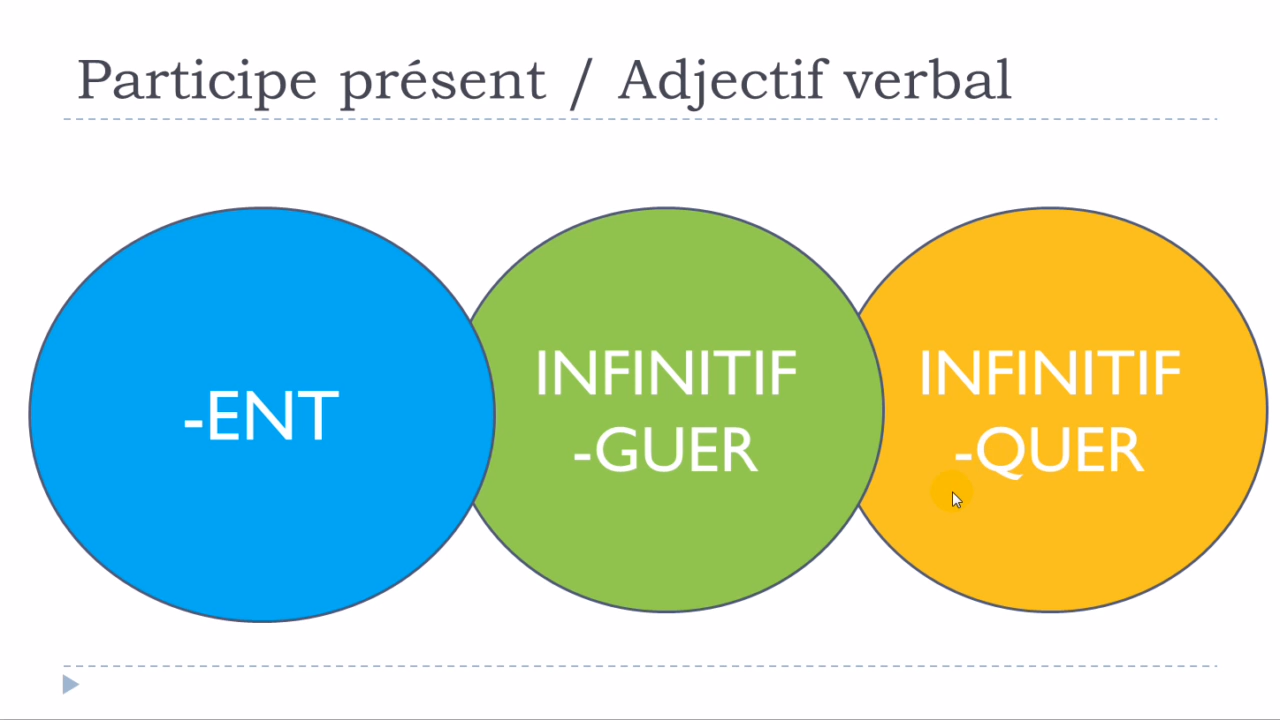 Participe présent / Adjectif verbal
-ENT
INFINITIF
-GUER
INFINITIF
-QUER